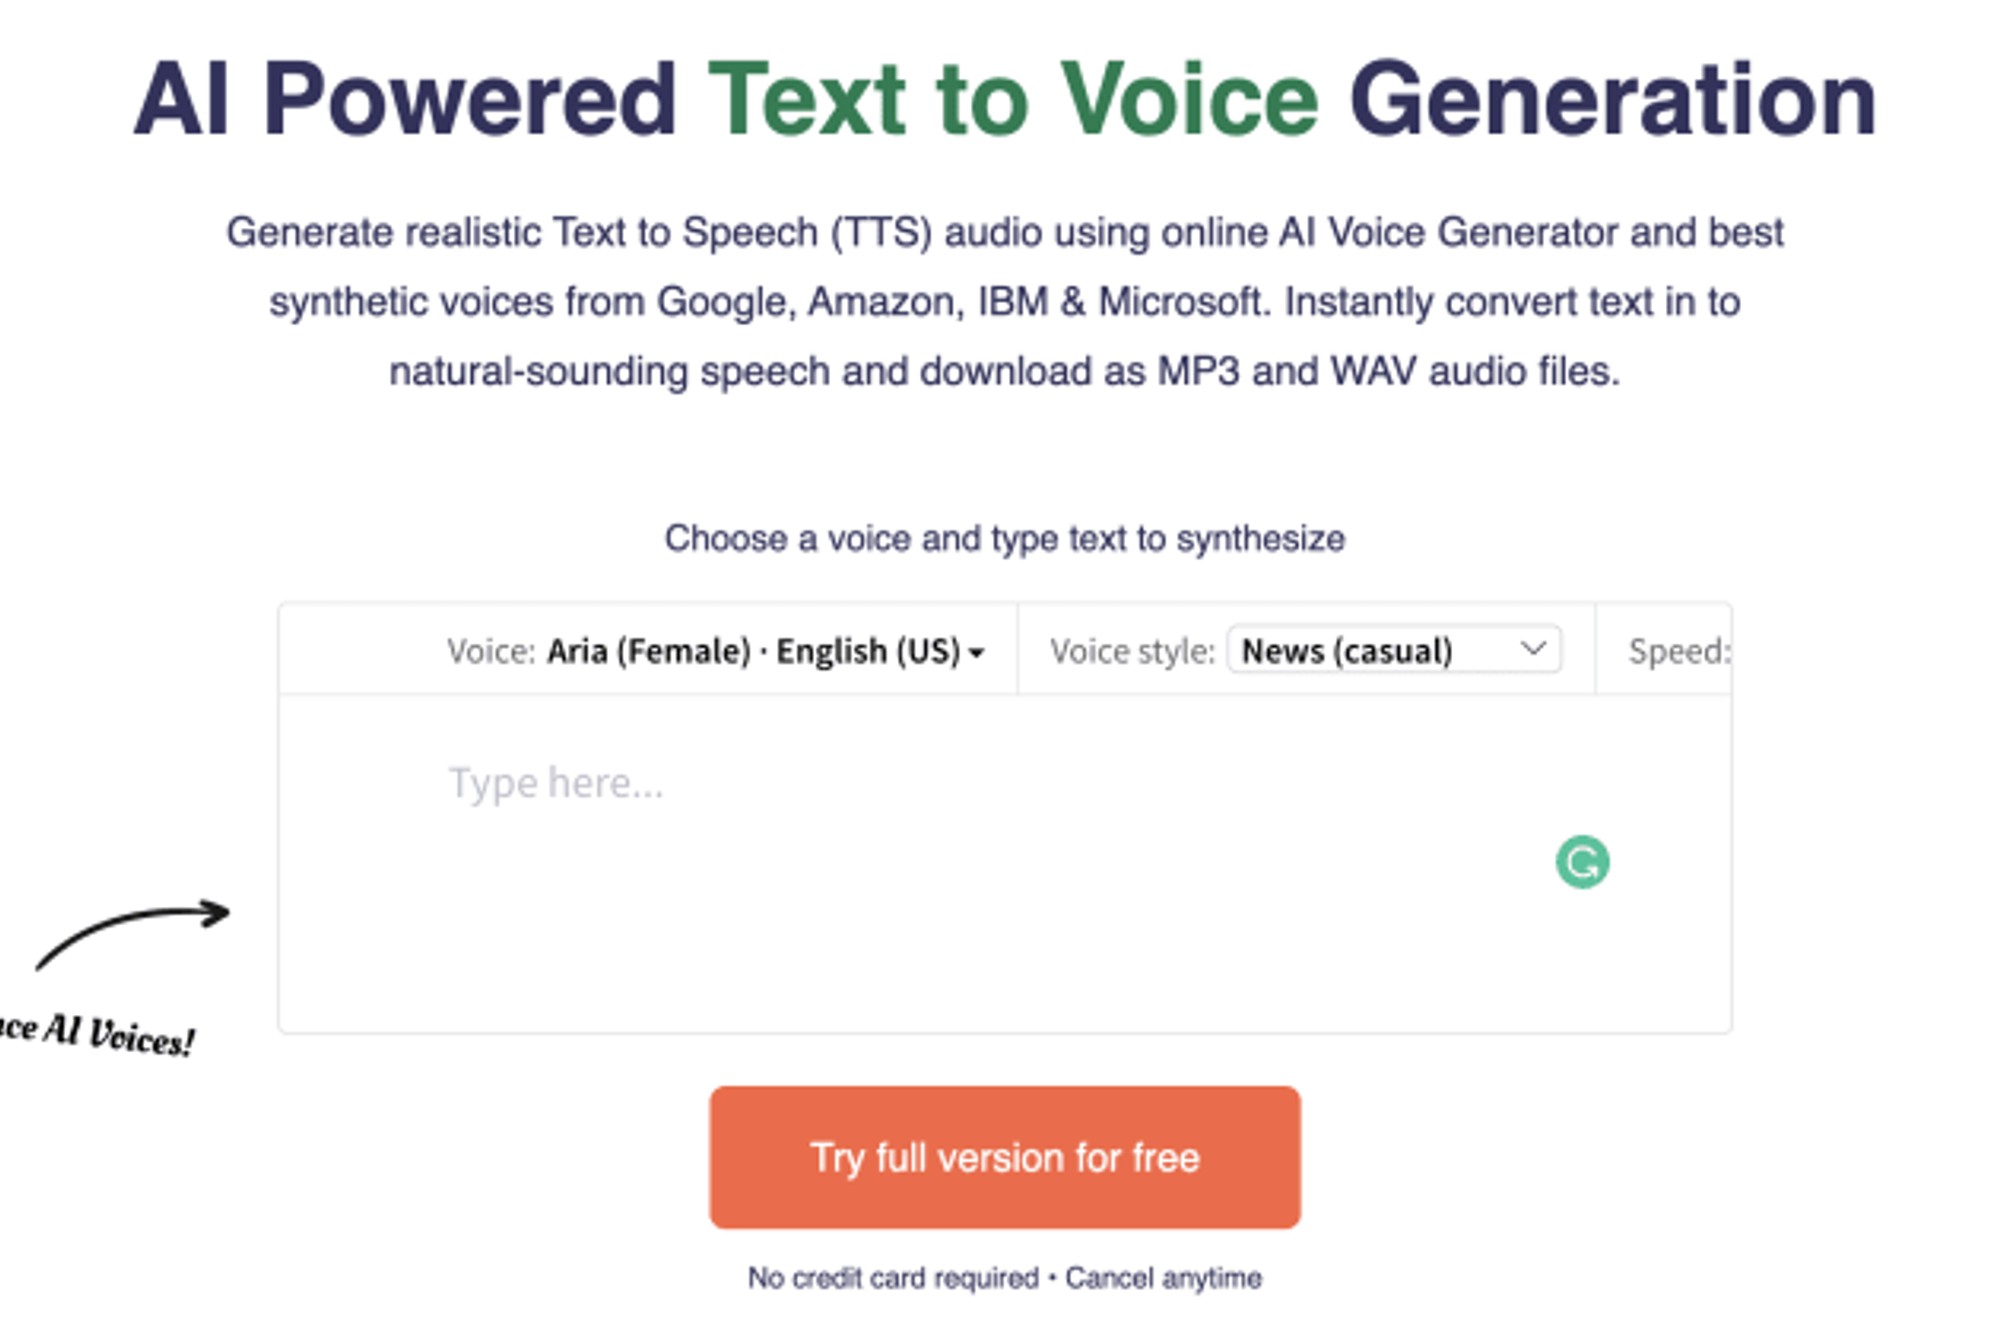 AI Powered Text to Voice Generation
Generate realistic Text to Speech (TTS) audio using online AI Voice Generator and best
synthetic voices from Google, Amazon, IBM & Microsoft. Instantly convert text in to
natural-sounding speech and download as MP3 and WAV audio files.
Choose a voice and type text to synthesize
Voice: Aria (Female) · English (US) Voice style: News (casual) Speed:
Type here...
AI Voices!
Try full version for free
No credit card required • Cancel anytime